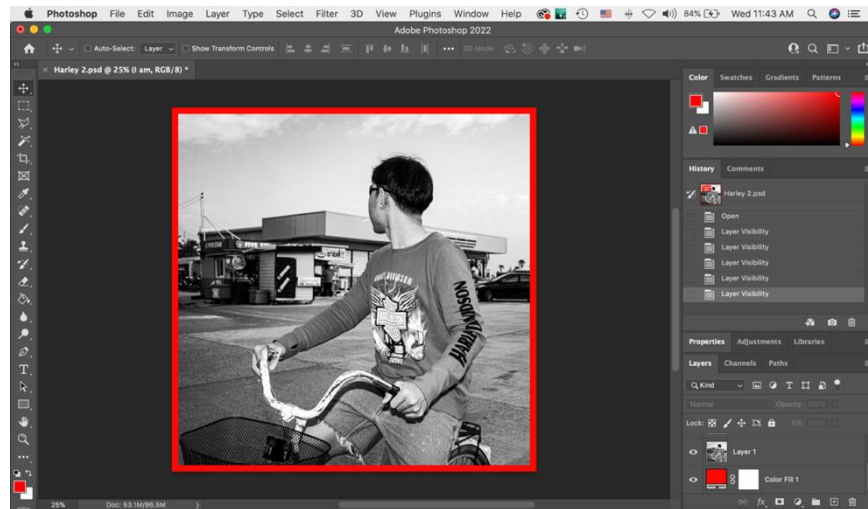 Photoshop File Edit Image Layer Type Select Filter 3D View Plugins Window Help 84% Wed 11:43 AM
Adobe Photoshop 2022
Auto-Select: Layer Show Transform Controls 3D Mode:
Harley 2.psd @ 25% (I am, RGB/8) *
Color Swatches Gradients Patterns
History Comments
Harley 2.psd
Open
Layer Visibility
Layer Visibility
Layer Visibility
Layer Visibility
Layer Visibility
Properties Adjustments Libraries
Layers Channels Paths
Kind
Normal Opacity: 100%
Lock: Fill: 100%
Layer 1
Color Fill 1
25% Doc: 53.1M/86.5M